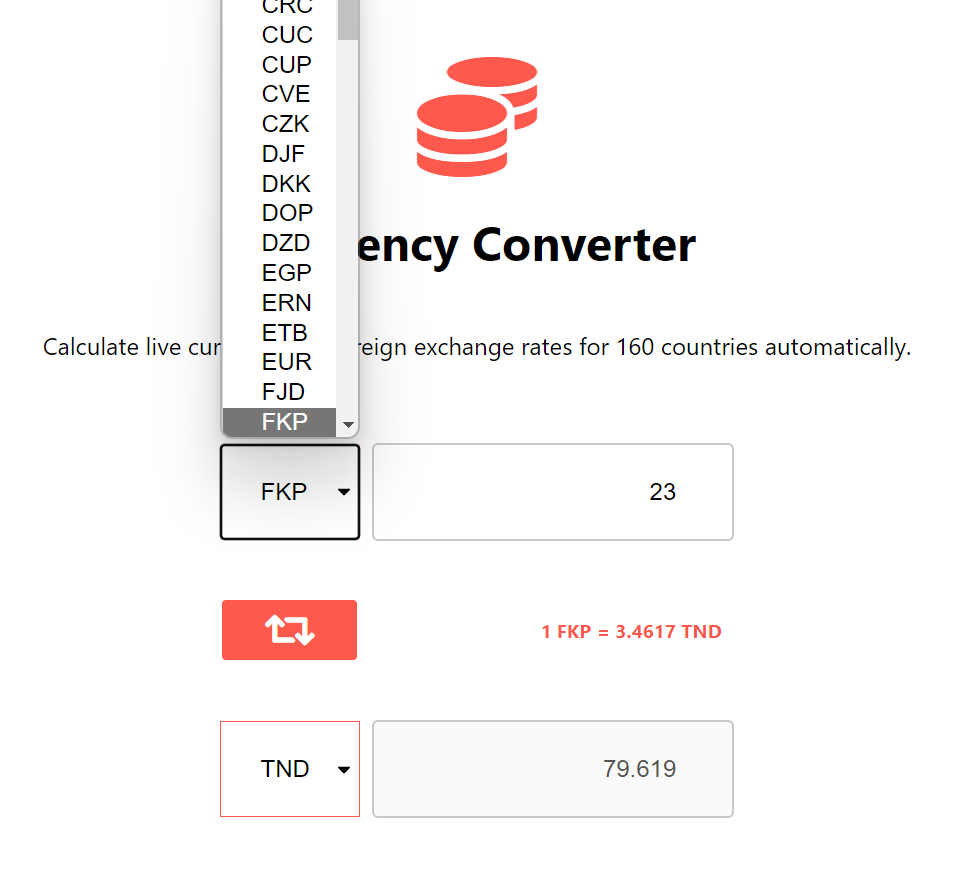 CRC
CUC
CUP
CVE
CZK
DJF
DKK
DOP
DZD
EGP
ERN
ETB
EUR
FJD
FKP
ency Converter
Calculate live cur reign exchange rates for 160 countries automatically.
FKP 23
1 FKP = 3.4617 TND
TND 79.619